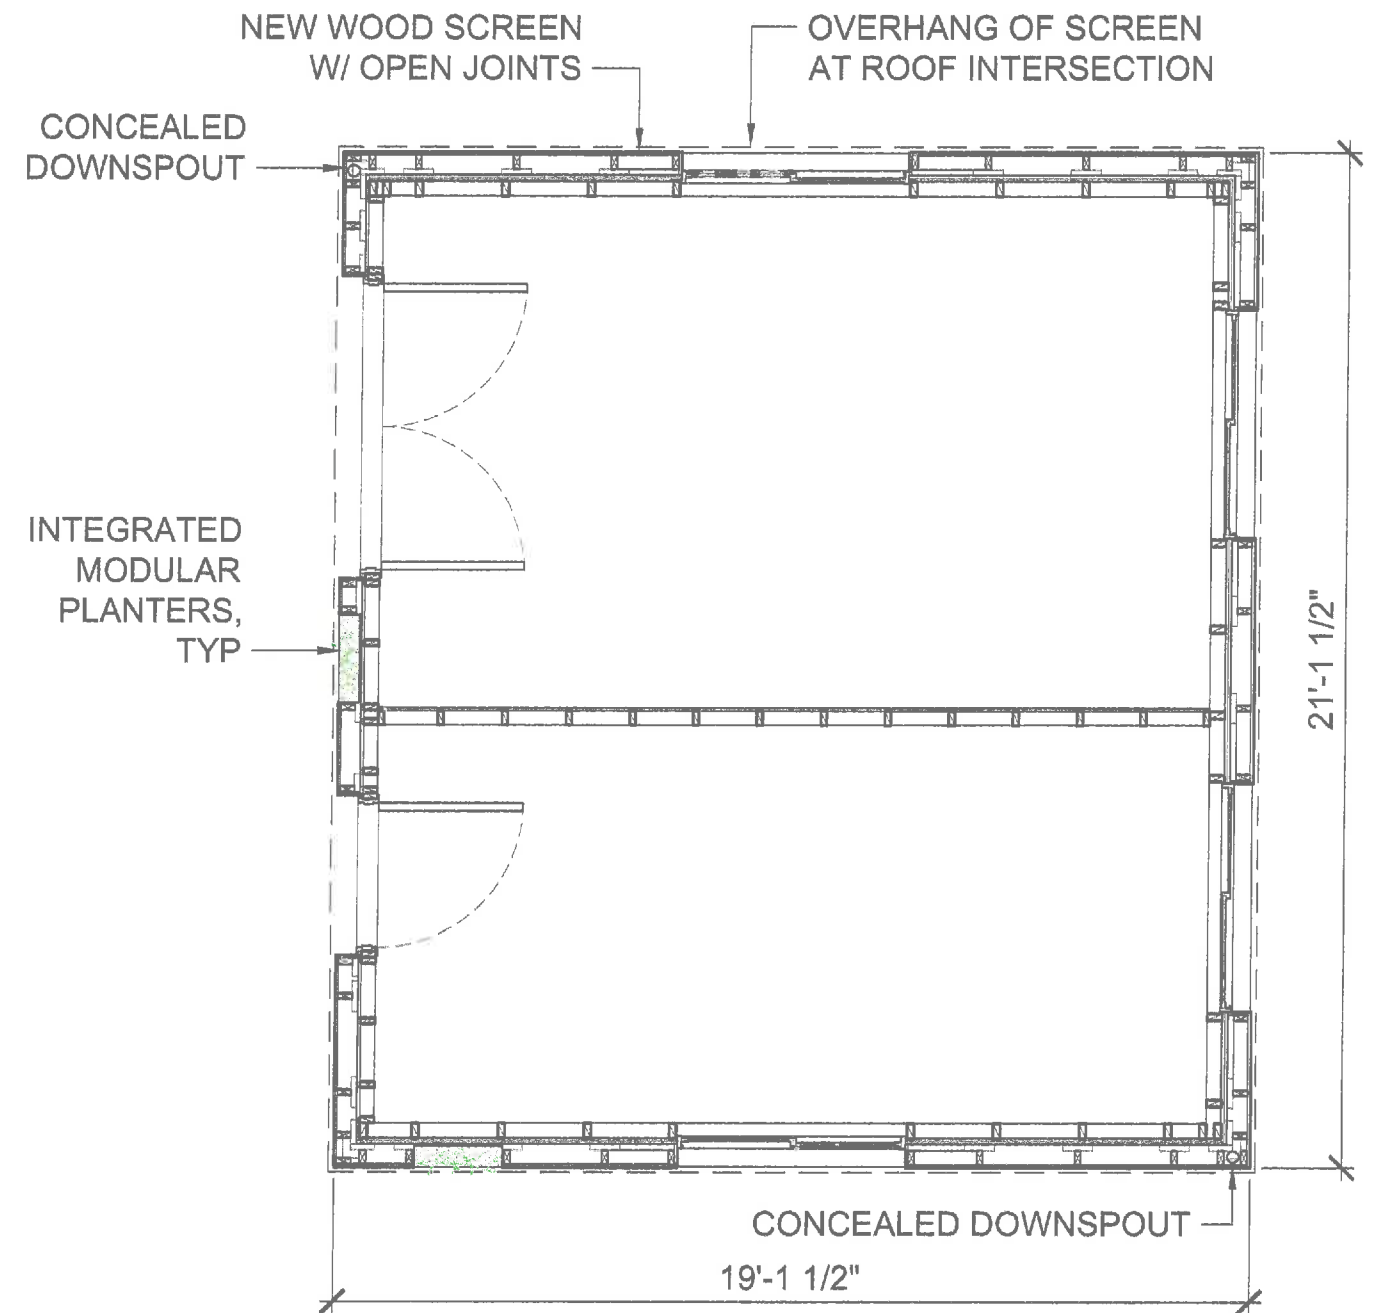 NEW WOOD SCREEN
W/ OPEN JOINTS
OVERHANG OF SCREEN
AT ROOF INTERSECTION
CONCEALED
DOWNSPOUT
INTEGRATED
MODULAR
PLANTERS,
TYP
21'-1 1/2"
CONCEALED DOWNSPOUT
19'-1 1/2"